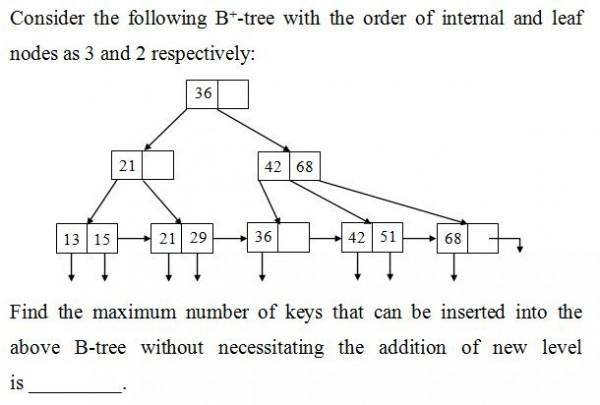 Consider the following B⁺-tree with the order of internal and leaf
nodes as 3 and 2 respectively:
36
21
42 68
13 15 21 29 36 42 51 68
Find the maximum number of keys that can be inserted into the
above B-tree without necessitating the addition of new level
is __________.